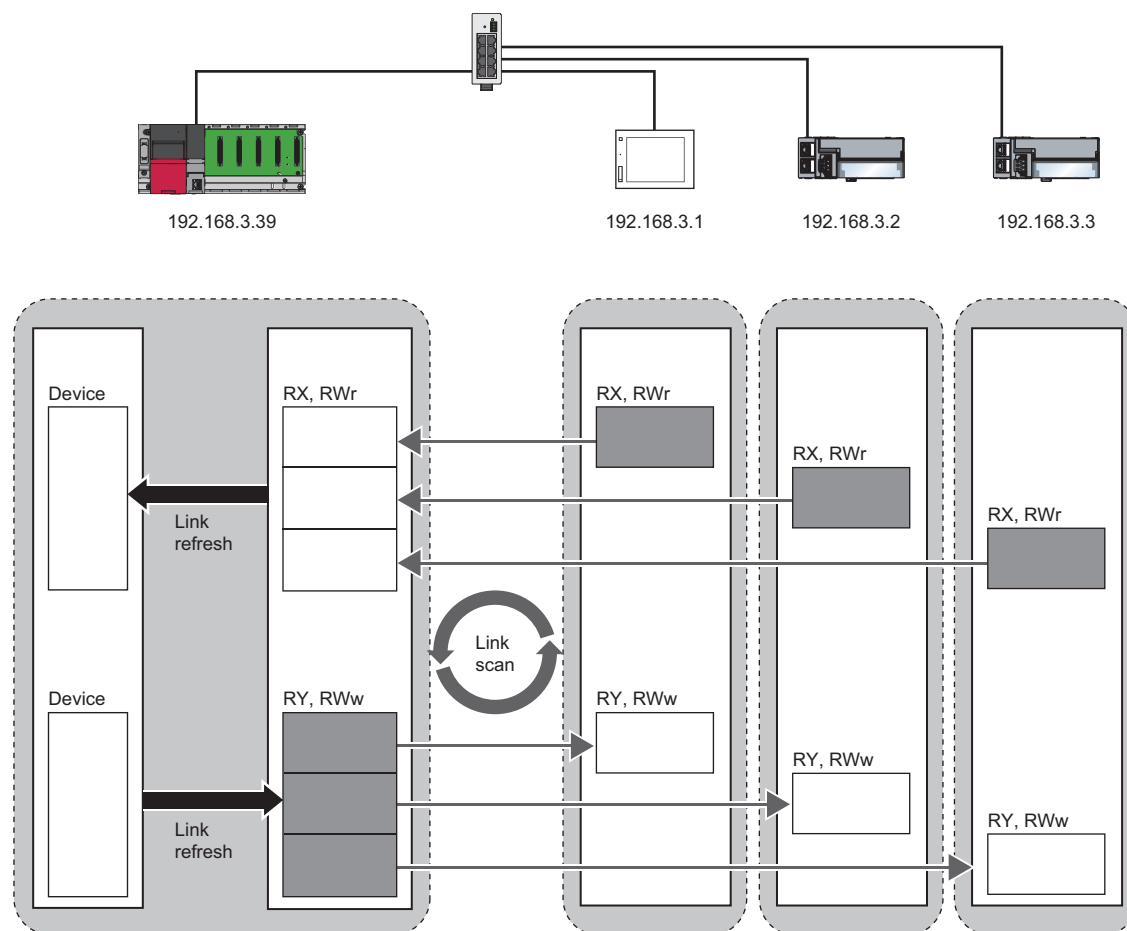 192.168.3.39
192.168.3.1
192.168.3.2
192.168.3.3
Device
RX, RWr
RX, RWr
RX, RWr
RX, RWr
Link
refresh
Link
scan
Device
RY, RWw
RY, RWw
RY, RWw
RY, RWw
Link
refresh